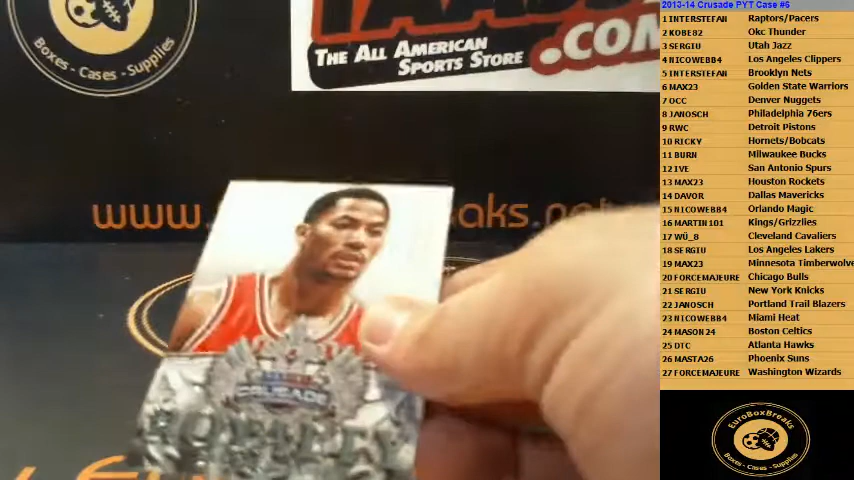 Boxes - Cases - Supplies
THE ALL AMERICAN
SPORTS STORE
.COM
www.
aks.net
CRUSADE
2013-14 Crusade PYT Case #6
1 INTERSTEFAN Raptors/Pacers
2 KOBE82 Okc Thunder
3 SERGIU Utah Jazz
4 NICOWEBB4 Los Angeles Clippers
5 INTERSTEFAN Brooklyn Nets
6 MAX23 Golden State Warriors
7 OCC Denver Nuggets
8 JANOSCH Philadelphia 76ers
9 RWC Detroit Pistons
10 RICKY Hornets/Bobcats
11 BURN Milwaukee Bucks
12 IVE San Antonio Spurs
13 MAX23 Houston Rockets
14 DAVOR Dallas Mavericks
15 NICOWEBB4 Orlando Magic
16 MARTIN101 Kings/Grizzlies
17 WÜ_8 Cleveland Cavaliers
18 SERGIU Los Angeles Lakers
19 MAX23 Minnesota Timberwolve
20 FORCEMAJEURE Chicago Bulls
21 SERGIU New York Knicks
22 JANOSCH Portland Trail Blazers
23 NICOWEBB4 Miami Heat
24 MASON24 Boston Celtics
25 DTC Atlanta Hawks
26 MASTA26 Phoenix Suns
27 FORCEMAJEURE Washington Wizards
EuroBoxBreaks
Boxes - Cases - Supplies